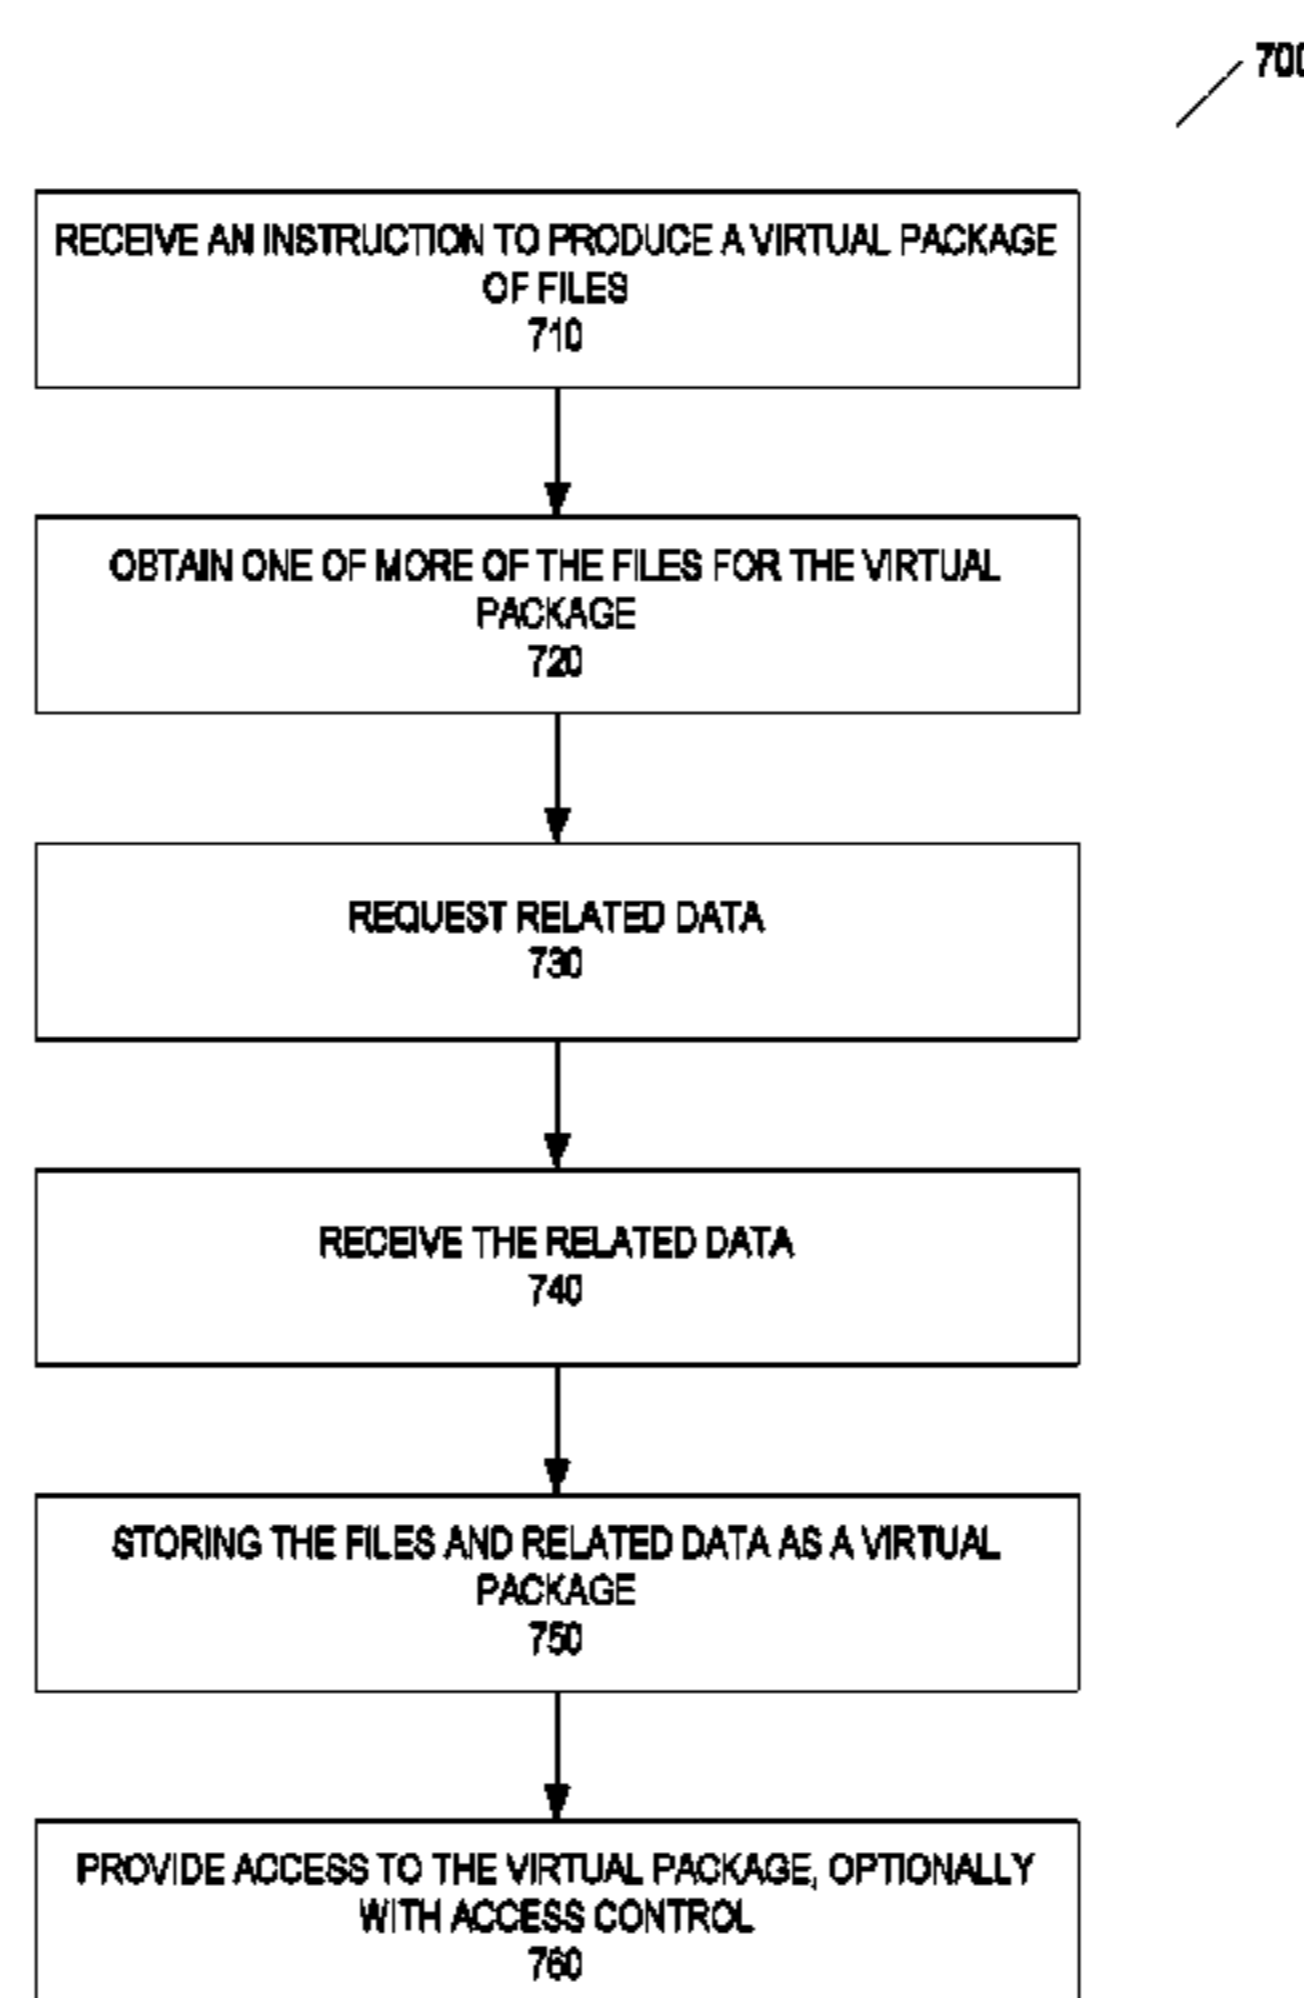 700
RECEIVE AN INSTRUCTION TO PRODUCE A VIRTUAL PACKAGE
OF FILES
710
OBTAIN ONE OF MORE OF THE FILES FOR THE VIRTUAL
PACKAGE
720
REQUEST RELATED DATA
730
RECEIVE THE RELATED DATA
740
STORING THE FILES AND RELATED DATA AS A VIRTUAL
PACKAGE
750
PROVIDE ACCESS TO THE VIRTUAL PACKAGE, OPTIONALLY
WITH ACCESS CONTROL
760